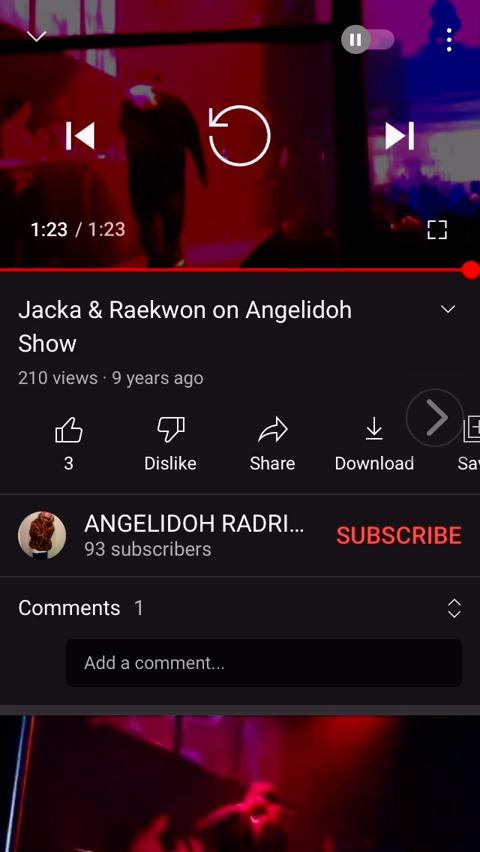 1:23 / 1:23
Jacka & Raekwon on Angelidoh
Show
210 views · 9 years ago
3
Dislike
Share
Download
Sav
ANGELIDOH RADRI...
SUBSCRIBE
93 subscribers
Comments 1
Add a comment...